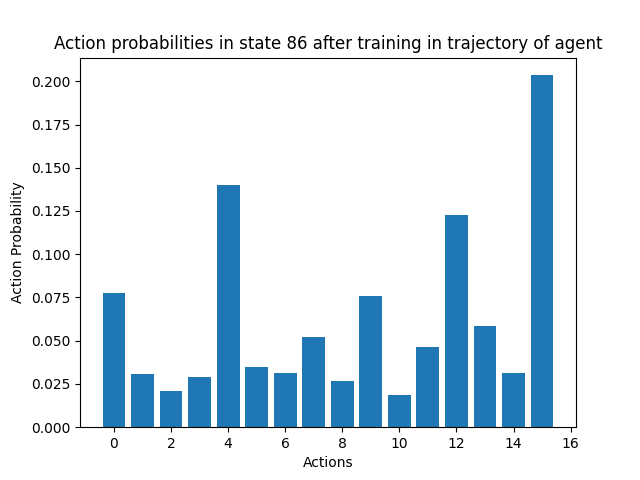 Action probabilities in state 86 after training in trajectory of agent
0.200
0.175
0.150
0.125
0.100
0.075
0.050
0.025
0.000
Action Probability
0 2 4 6 8 10 12 14 16
Actions